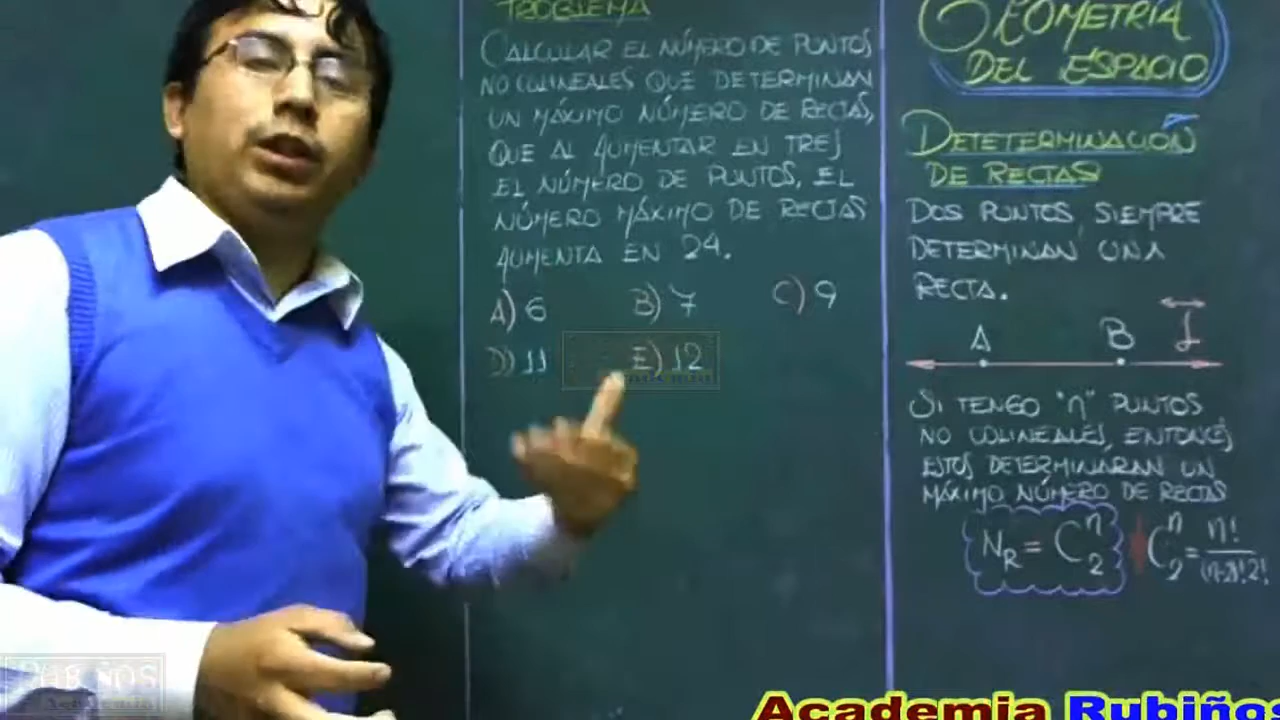 PROBLEMA
CALCULAR EL NÚMERO DE PUNTOS
NO COLINEALES QUE DETERMINAN
UN MÁXIMO NÚMERO DE RECTAS,
QUE AL AUMENTAR EN TRES
EL NÚMERO DE PUNTOS, EL
NÚMERO MÁXIMO DE RECTAS
AUMENTA EN 24.
A) 6 B) 7 C) 9
D) 11 E) 12
GEOMETRÍA
DEL ESPACIO
DETETERMINACIÓN
DE RECTAS
DOS PUNTOS, SIEMPRE
DETERMINAN UNA
RECTA.
A B L
SI TENGO "n" PUNTOS
NO COLINEALES, ENTONCES
ESTOS DETERMINARAN UN
MÁXIMO NÚMERO DE RECTAS
N_R = C^n_2 C^n_2 = n!/(n-2)!2!
RUBIÑOS
Academia Rubiños